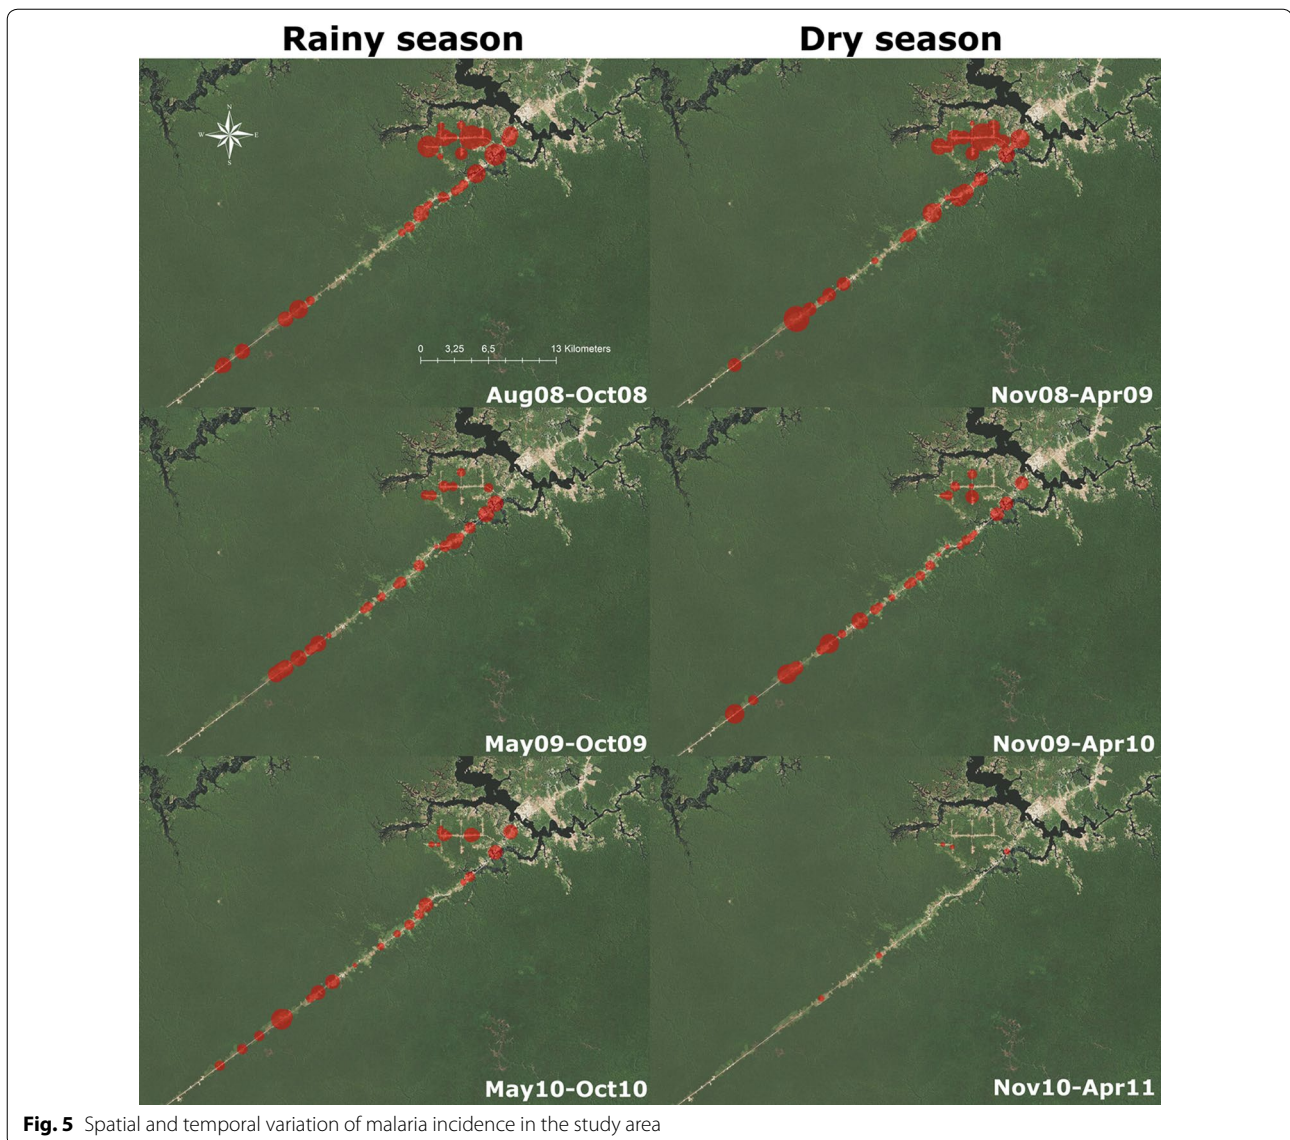 Rainy season
Dry season
N
W E
S
0 3,25 6,5 13 Kilometers
Aug08-Oct08
Nov08-Apr09
May09-Oct09
Nov09-Apr10
May10-Oct10
Nov10-Apr11
Fig. 5 Spatial and temporal variation of malaria incidence in the study area